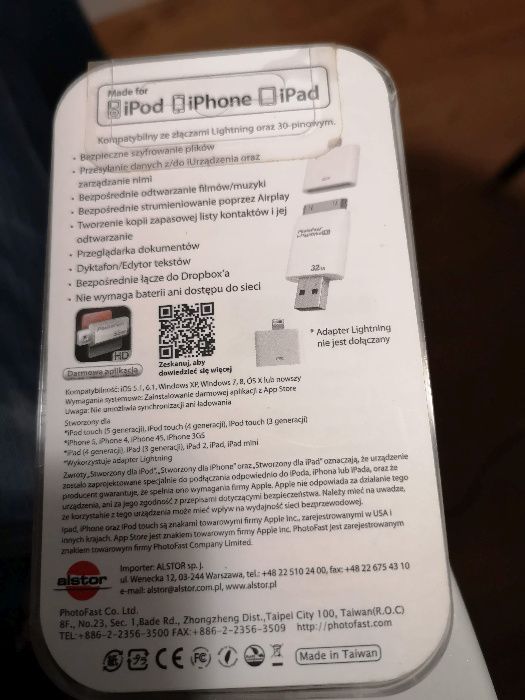 Made for
iPod iPhone iPad
Kompatybilny ze złączami Lightning oraz 30-pinowym.
• Bezpieczne szyfrowanie plików
• Przesyłanie danych z/do iUrządzenia oraz
zarządzanie nimi
• Bezpośrednie odtwarzanie filmów/muzyki
• Bezpośrednie strumieniowanie poprzez Airplay
• Tworzenie kopii zapasowej listy kontaktów i jej
odtwarzanie
• Przeglądarka dokumentów
• Dyktafon/Edytor tekstów
• Bezpośrednie łącze do Dropbox'a
• Nie wymaga baterii ani dostępu do sieci
PhotoFast
32GB
HD
Darmowa aplikacja
Zeskanuj, aby
dowiedzieć się więcej
* Adapter Lightning
nie jest dołączany
Kompatybilność: iOS 5.1, 6.1, Windows XP, Windows 7, 8, OS X lub nowszy
Wymagania systemowe: Zainstalowanie darmowej aplikacji z App Store
Uwaga: Nie umożliwia synchronizacji ani ładowania
Stworzony dla
*iPod touch (5 generacji), iPod touch (4 generacji), iPod touch (3 generacji)
*iPhone 5, iPhone 4, iPhone 4S, iPhone 3GS
*iPad (4 generacji), iPad (3 generacji), iPad 2, iPad, iPad mini
*Wykorzystuje adapter Lightning
Zwroty „Stworzony dla iPod", „Stworzony dla iPhone" oraz „Stworzony dla iPad" oznaczają, że urządzenie
zostało zaprojektowane specjalnie do podłączania odpowiednio do iPoda, iPhona lub iPada, oraz że
producent gwarantuje, że spełnia ono wymagania firmy Apple. Apple nie odpowiada za działanie tego
urządzenia, ani za jego zgodność z przepisami dotyczącymi bezpieczeństwa. Należy mieć na uwadze,
że korzystanie z tego urządzenia może mieć wpływ na wydajność sieci bezprzewodowej.
Ipad, iPhone oraz iPod touch są znakami towarowymi firmy Apple Inc., zarejestrowanymi w USA i
innych krajach. App Store jest znakiem towarowym firmy Apple Inc. PhotoFast jest zarejestrowanym
znakiem towarowym firmy PhotoFast Company Limited.
alstor
Importer: ALSTOR sp. j.
ul. Wenecka 12, 03-244 Warszawa, tel.: +48 22 510 24 00, fax: +48 22 675 43 10
e-mail: alstor@alstor.com.pl, www.alstor.pl
PhotoFast Co. Ltd.
8F., No.23, Sec. 1,Bade Rd., Zhongzheng Dist.,Taipei City 100, Taiwan(R.O.C)
TEL:+886-2-2356-3500 FAX:+886-2-2356-3509 http://photofast.com
CE FC Made in Taiwan